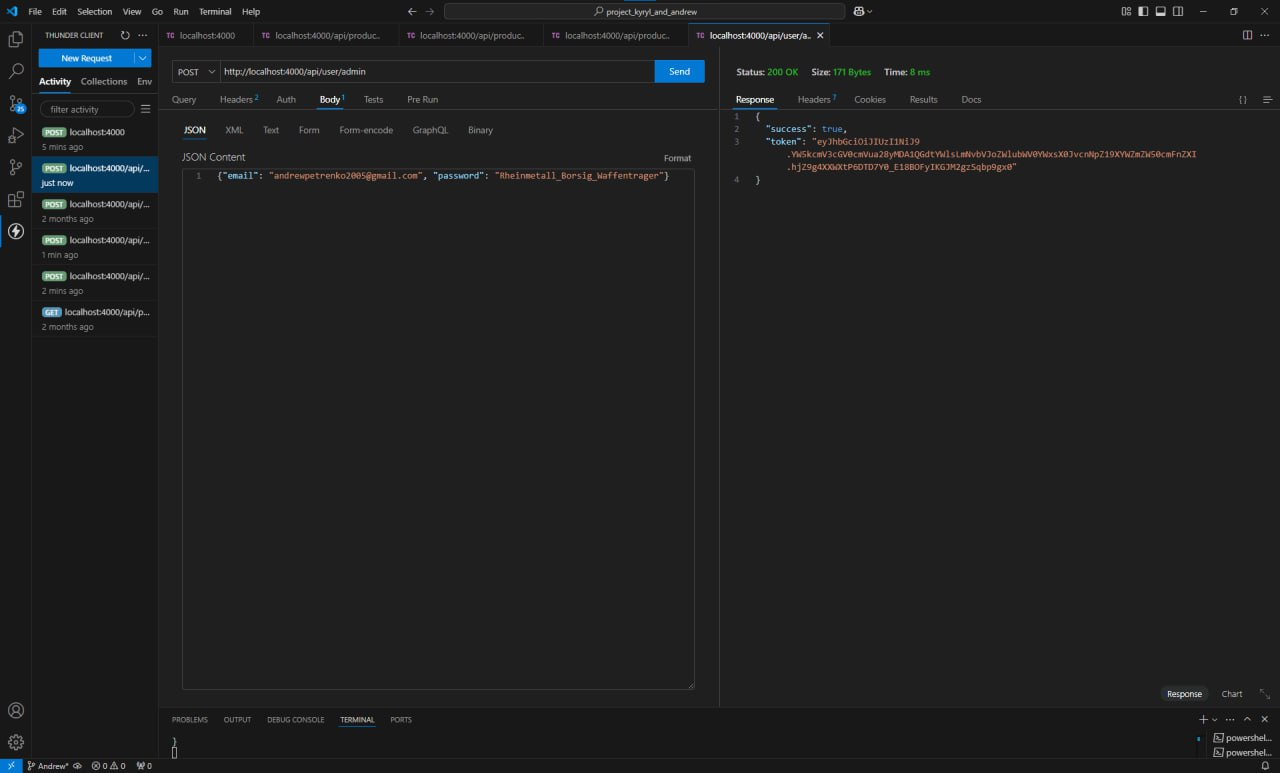 File Edit Selection View Go Run Terminal Help
project_kyryl_and_andrew
THUNDER CLIENT
New Request
Activity Collections Env
filter activity
POST localhost:4000
5 mins ago
POST localhost:4000/api/...
just now
POST localhost:4000/api/...
2 months ago
POST localhost:4000/api/...
1 min ago
POST localhost:4000/api/...
2 mins ago
GET localhost:4000/api/p...
2 months ago
TC localhost:4000
TC localhost:4000/api/produc..
TC localhost:4000/api/produc..
TC localhost:4000/api/produc..
TC localhost:4000/api/user/a..
POST http://localhost:4000/api/user/admin Send
Query Headers 2 Auth Body 1 Tests Pre Run
JSON XML Text Form Form-encode GraphQL Binary
JSON Content Format
1 {"email": "andrewpetrenko2005@gmail.com", "password": "Rheinmetall_Borsig_Waffentrager"}
Status: 200 OK Size: 171 Bytes Time: 8 ms
Response Headers 7 Cookies Results Docs { }
1 {
2 "success": true,
3 "token": "eyJhbGciOiJIUzI1NiJ9
.YW5kcmV3cGV0cmVua28yMDA1QGdtYWlsLmNvbVJoZWlubWV0YWxsX0JvcnNpZ19XYWZmZW50cmFnZXI
.hjZ9g4XXWXtP6DTD7Y0_E18BOFyIKGJM2gzSqbp9gx0"
4 }
Response Chart
PROBLEMS OUTPUT DEBUG CONSOLE TERMINAL PORTS
}
powershel...
powershel...
25
Andrew* 0 0 0